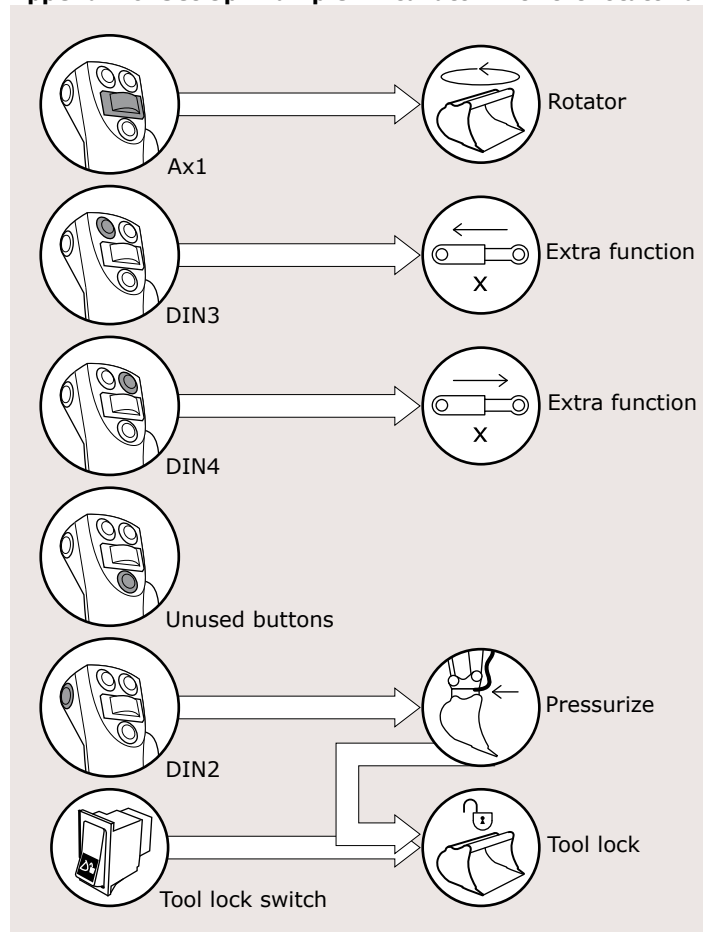 Rotator
Ax1
Extra function
X
DIN3
Extra function
X
DIN4
Unused buttons
Pressurize
DIN2
Tool lock
Tool lock switch